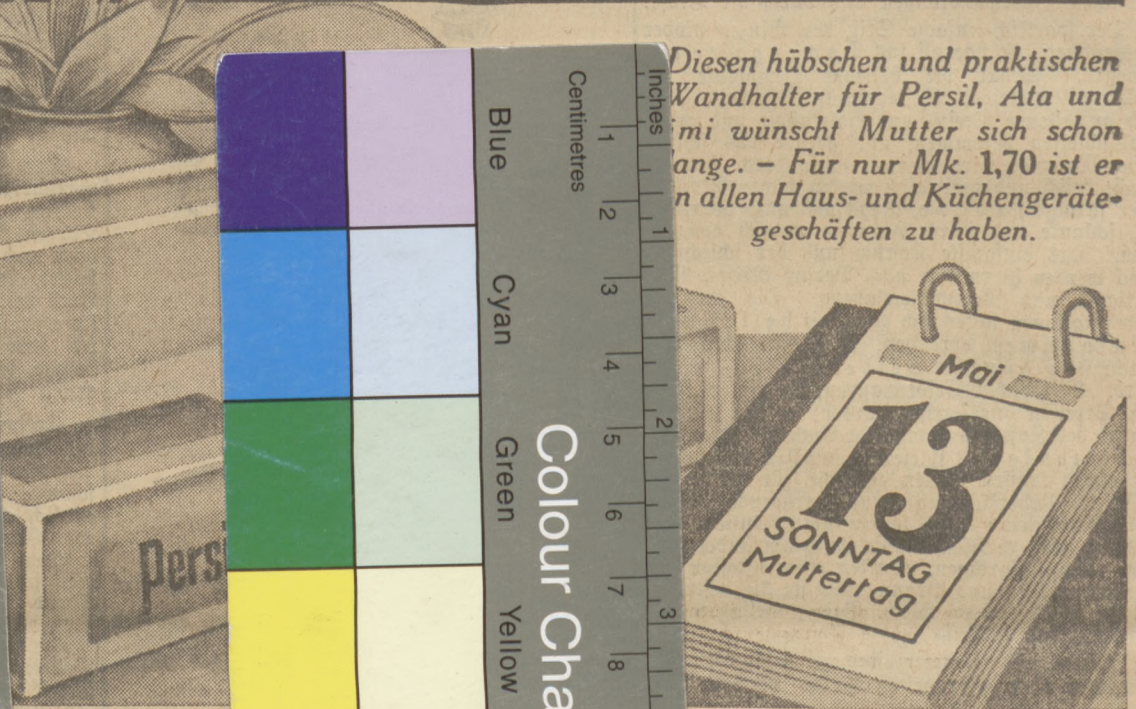 Diesen hübschen und praktischen
Wandhalter für Persil, Ata und
imi wünscht Mutter sich schon
ange. – Für nur Mk. 1,70 ist er
n allen Haus- und Küchengeräte-
geschäften zu haben.
Mai
13
SONNTAG
Muttertag
Persi
Blue
Cyan
Green
Yellow
Colour Cha
Centimetres
1
2
3
4
5
6
7
8
Inches
1
2
3